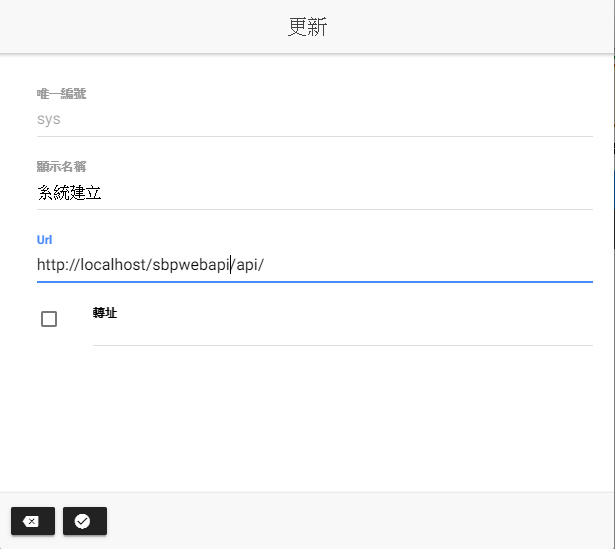 更新
唯一編號
sys
顯示名稱
系統建立
Url
http://localhost/sbpwebapi/api/
轉址